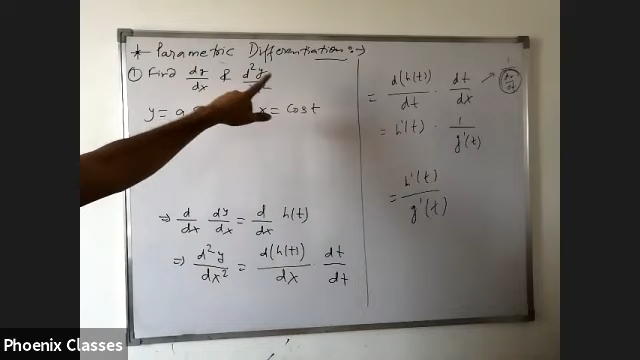 * Parametric Differentiation :→
① Find dy/dx & d²y
y = a x = cost
⇒ d/dx dy/dx = d/dx h(t)
⇒ d²y/dx² = d(h(t))/dx · dt/dt
= d(h(t))/dt · dt/dx →
= h'(t) · 1/g'(t)
= h'(t)/g'(t)
Phoenix Classes